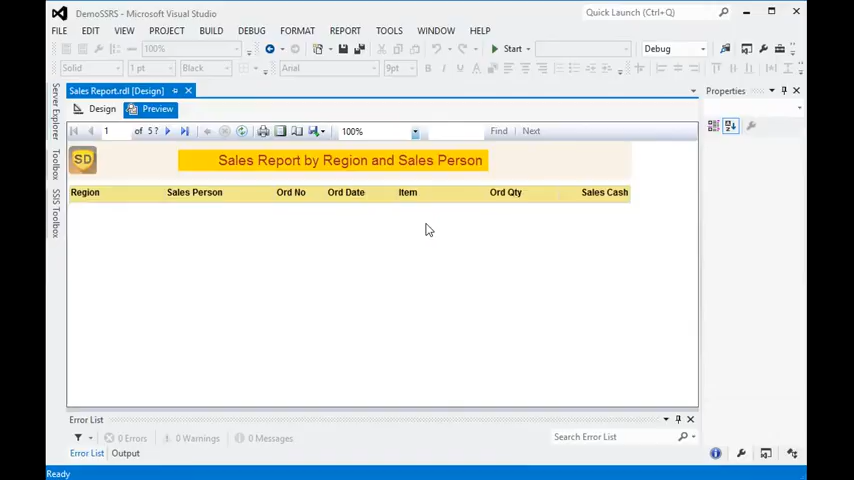 DemoSSRS - Microsoft Visual Studio
Quick Launch (Ctrl+Q)
FILE EDIT VIEW PROJECT BUILD DEBUG FORMAT REPORT TOOLS WINDOW HELP
100% Start Debug
Solid 1 pt Black Arial 9pt B I U
Sales Report.rdl [Design]
Properties
Design Preview
1 of 5 ? 100% Find Next
SD
Sales Report by Region and Sales Person
Region Sales Person Ord No Ord Date Item Ord Qty Sales Cash
Server Explorer
Toolbox
SSIS Toolbox
Error List
0 Errors 0 Warnings 0 Messages Search Error List
Error List Output
Ready